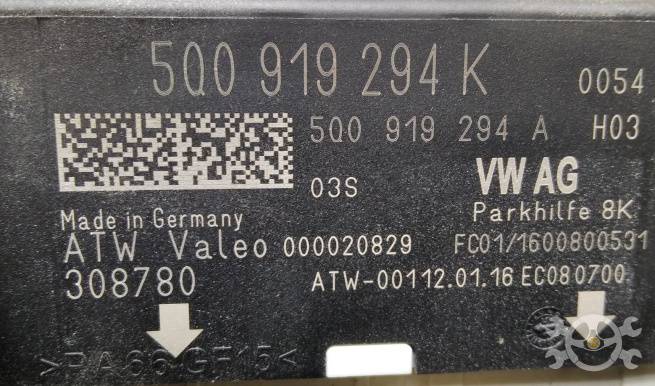 5Q0 919 294 K 0054
5Q0 919 294 A H03
03S VW AG
Made in Germany Parkhilfe 8K
ATW Valeo 000020829 FC01/1600800531
308780 ATW-00112.01.16 EC080700
>PA66 GF15<